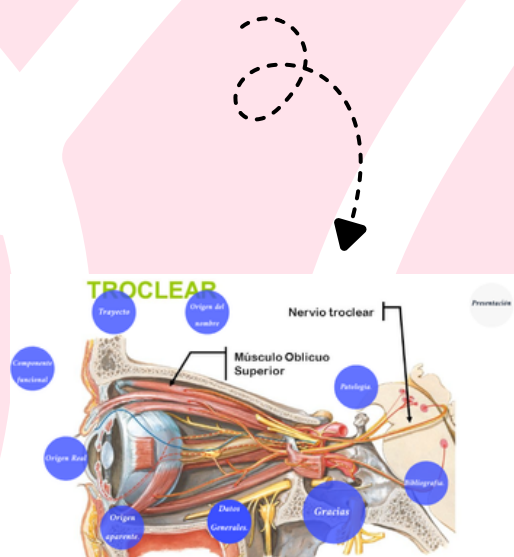 TROCLEAR
Trayecto
Origen del
nombre
Presentación
Nervio troclear
Músculo Oblicuo
Superior
Componente
funcional
Patología.
Origen Real
Bibliografía.
Origen
aparente.
Datos
Generales.
Gracias